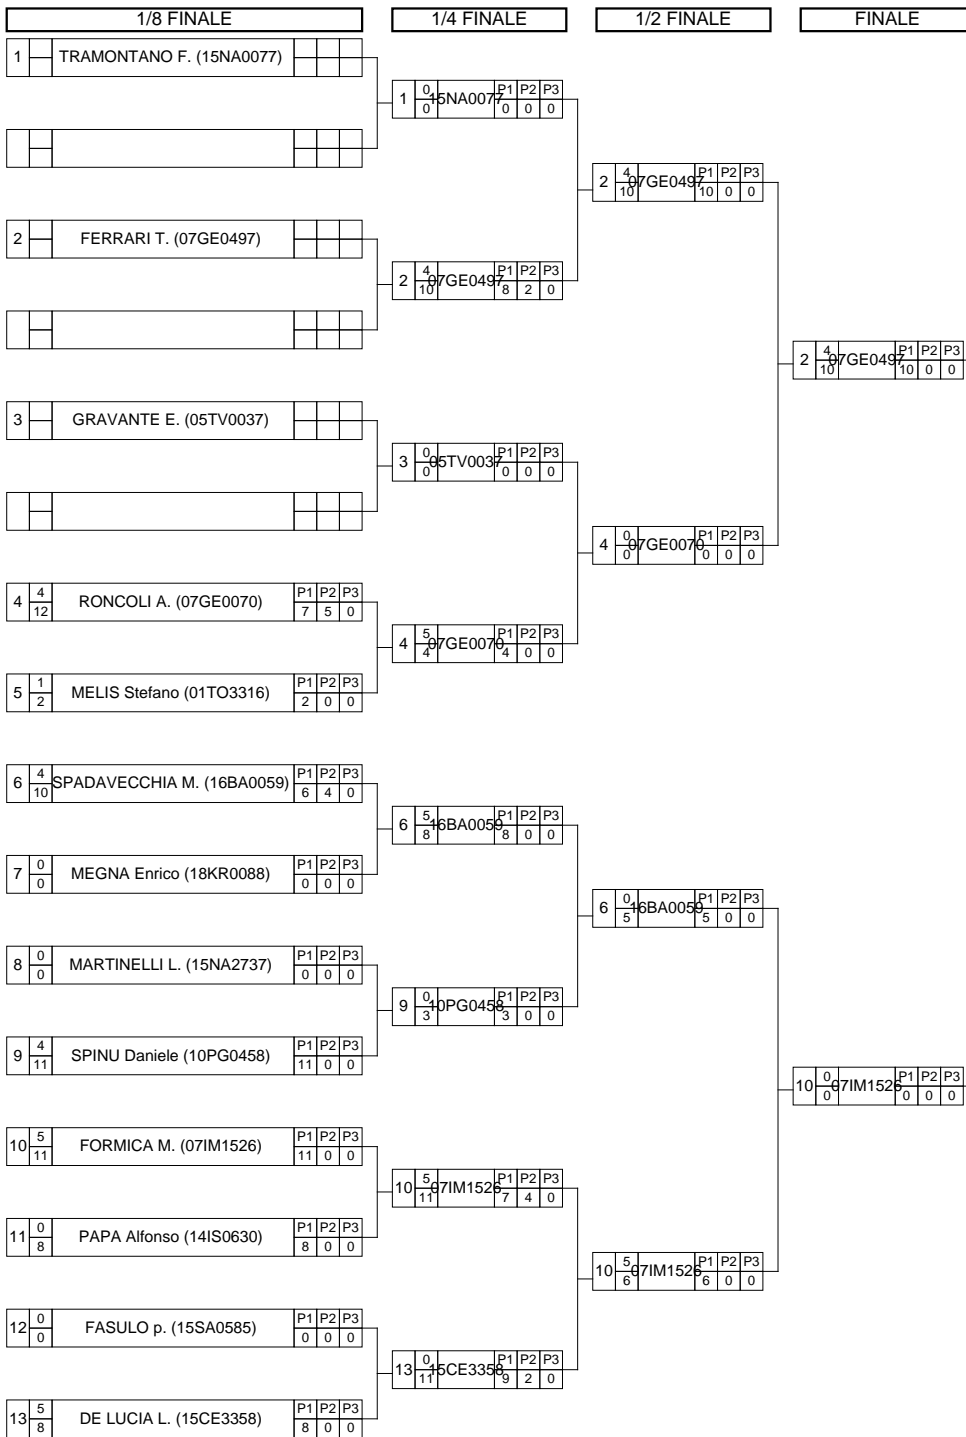 1/8 FINALE 1/4 FINALE 1/2 FINALE FINALE
1 TRAMONTANO F. (15NA0077)
1 0 0 15NA0077 P1 P2 P3 0 0 0
2 4 10 07GE0497 P1 P2 P3 10 0 0
2 FERRARI T. (07GE0497)
2 4 10 07GE0497 P1 P2 P3 8 2 0
2 4 10 07GE0497 P1 P2 P3 10 0 0
3 GRAVANTE E. (05TV0037)
3 0 0 05TV0037 P1 P2 P3 0 0 0
4 0 0 07GE0070 P1 P2 P3 0 0 0
4 4 12 RONCOLI A. (07GE0070) P1 P2 P3 7 5 0
4 5 4 07GE0070 P1 P2 P3 4 0 0
5 1 2 MELIS Stefano (01TO3316) P1 P2 P3 2 0 0
6 4 10 SPADAVECCHIA M. (16BA0059) P1 P2 P3 6 4 0
6 5 8 16BA0059 P1 P2 P3 8 0 0
7 0 0 MEGNA Enrico (18KR0088) P1 P2 P3 0 0 0
6 0 5 16BA0059 P1 P2 P3 5 0 0
8 0 0 MARTINELLI L. (15NA2737) P1 P2 P3 0 0 0
9 0 3 10PG0458 P1 P2 P3 3 0 0
9 4 11 SPINU Daniele (10PG0458) P1 P2 P3 11 0 0
10 0 0 07IM1526 P1 P2 P3 0 0 0
10 5 11 FORMICA M. (07IM1526) P1 P2 P3 11 0 0
10 5 11 07IM1526 P1 P2 P3 7 4 0
11 0 8 PAPA Alfonso (14IS0630) P1 P2 P3 8 0 0
10 5 6 07IM1526 P1 P2 P3 6 0 0
12 0 0 FASULO p. (15SA0585) P1 P2 P3 0 0 0
13 0 11 15CE3358 P1 P2 P3 9 2 0
13 5 8 DE LUCIA L. (15CE3358) P1 P2 P3 8 0 0